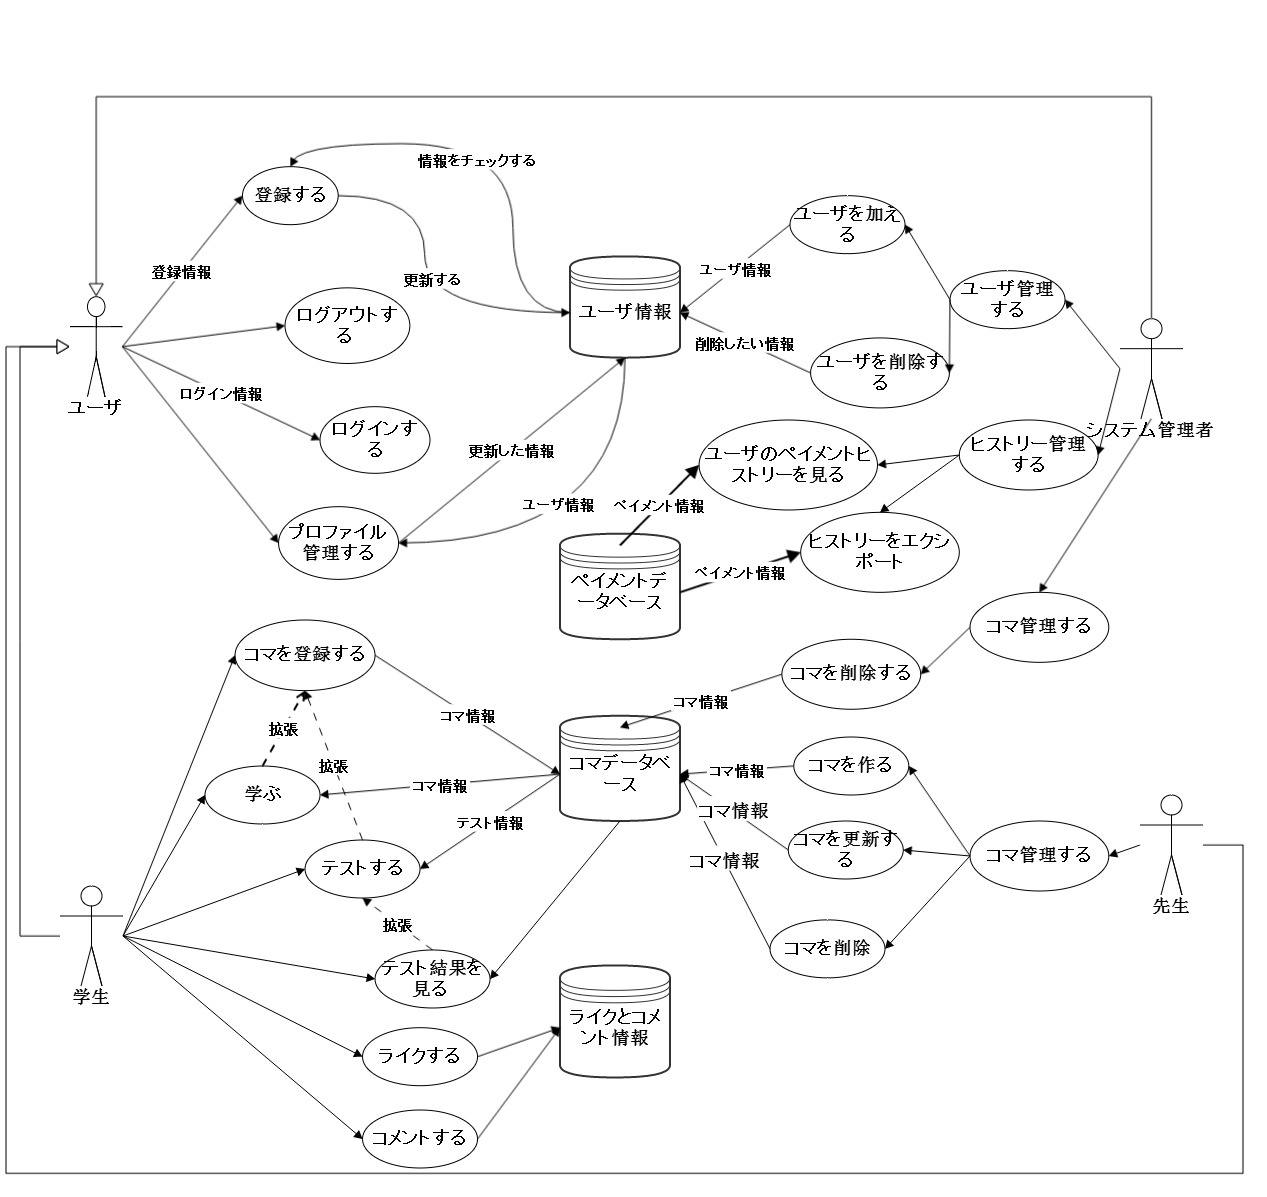 情報をチェックする
登録する
ユーザを加え
る
登録情報
更新する
ユーザ情報
ユーザ情報
ユーザ管理
する
ログアウトす
る
削除したい情報
ユーザを削除す
る
ユーザ
ログイン情報
ログインす
る
システム管理者
更新した情報
ユーザのペイメントヒ
ストリーを見る
ヒストリー管理
する
ユーザ情報
ペイメント情報
プロファイル
管理する
ヒストリーをエクシ
ポート
ペイメント情報
ペイメントデ
ータベース
コマ管理する
コマを登録する
コマを削除する
コマ情報
コマ情報
拡張
拡張
コマデータベ
ース
コマ情報
コマを作る
コマ情報
学ぶ
コマ情報
テスト情報
コマを更新す
る
コマ管理する
コマ情報
テストする
先生
拡張
コマを削除
テスト結果を
見る
学生
ライクとコメ
ント情報
ライクする
コメントする